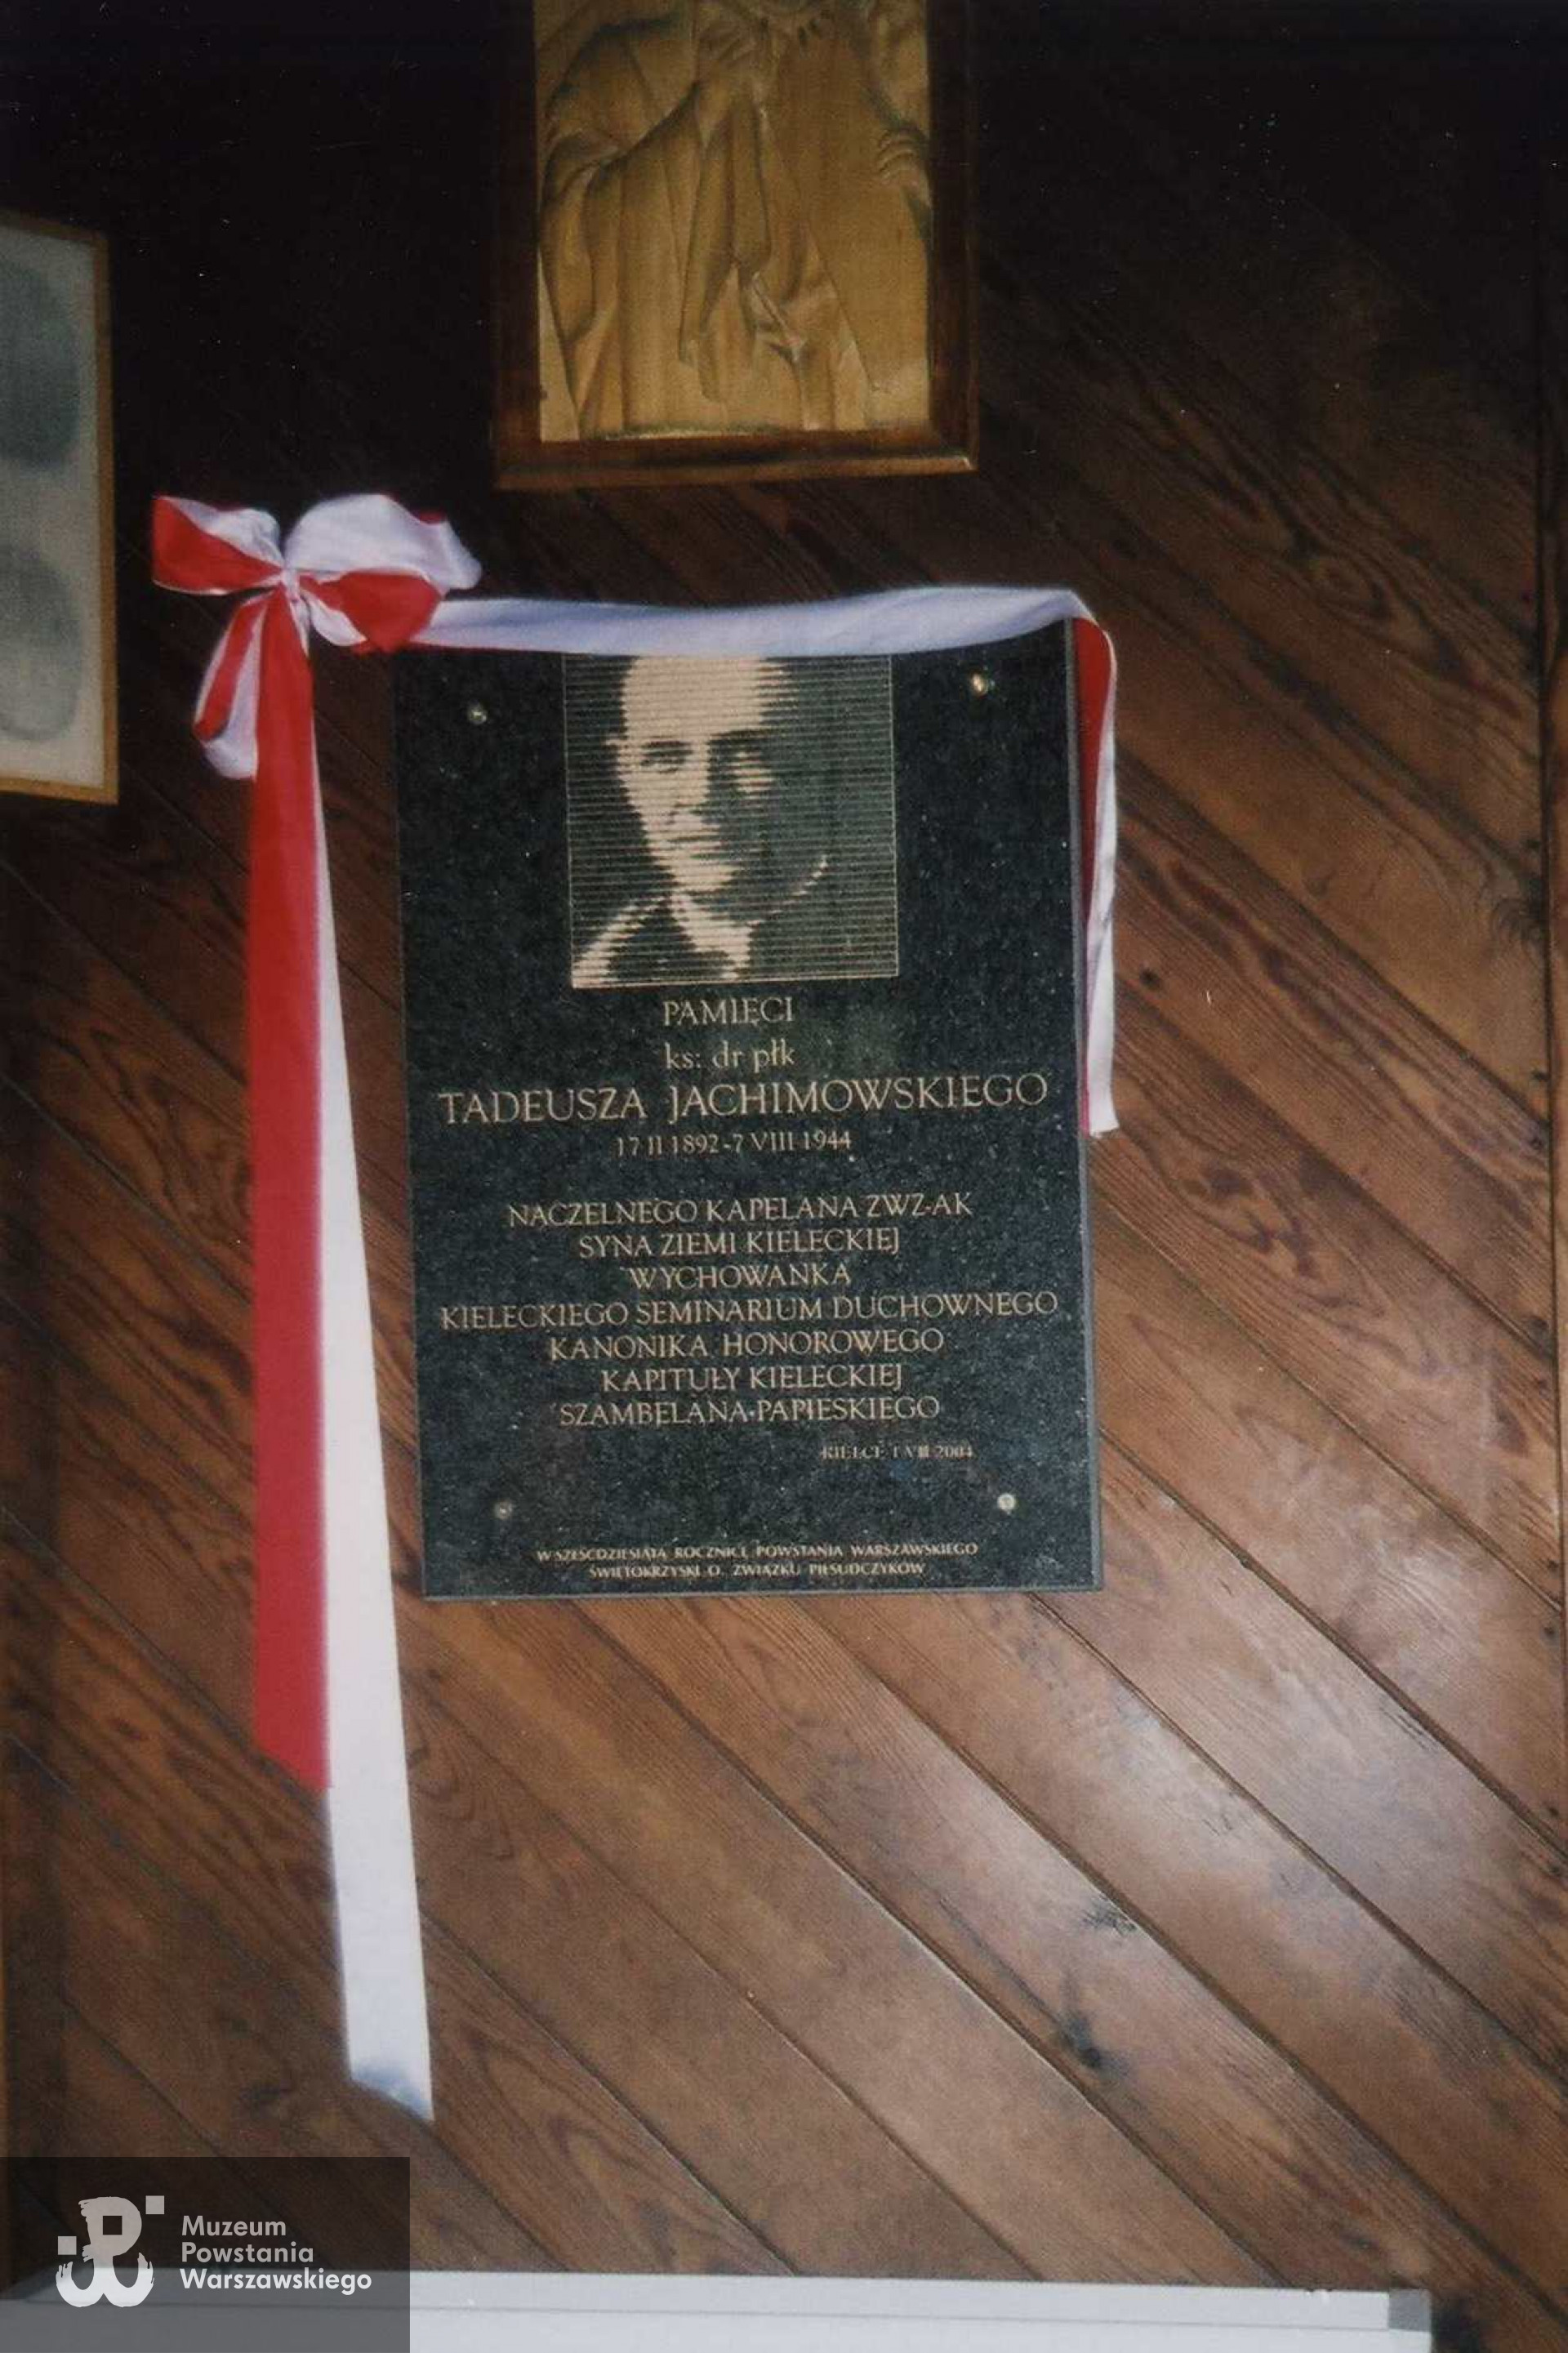 PAMIĘCI
ks. dr płk
TADEUSZA JACHIMOWSKIEGO
17 II 1892-7 VIII 1944
NACZELNEGO KAPELANA ZWZ-AK
SYNA ZIEMI KIELECKIEJ
WYCHOWANKA
KIELECKIEGO SEMINARIUM DUCHOWNEGO
KANONIKA HONOROWEGO
KAPITUŁY KIELECKIEJ
SZAMBELANA PAPIESKIEGO
KIELCE 1 VIII 2004
W SZEŚĆDZIESIĄTĄ ROCZNICĘ POWSTANIA WARSZAWSKIEGO
ŚWIĘTOKRZYSKI O. ZWIĄZKU PIŁSUDCZYKÓW
Muzeum
Powstania
Warszawskiego